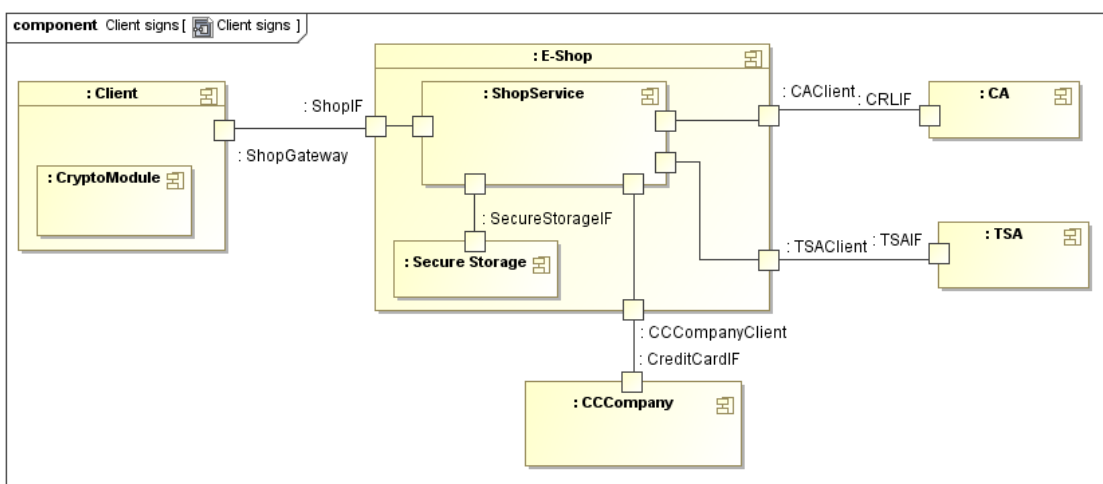 component Client signs [ Client signs ]
: E-Shop
: Client
: ShopService
: CA
: ShopIF
: CAClient
: CRLIF
: ShopGateway
: CryptoModule
: SecureStorageIF
: TSA
: Secure Storage
: TSAClient
: TSAIF
: CCCompanyClient
: CreditCardIF
: CCCompany